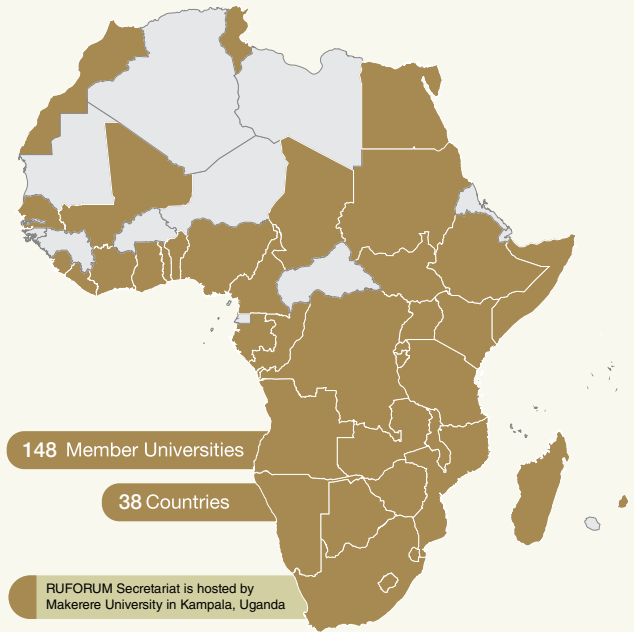 148 Member Universities
38 Countries
RUFORUM Secretariat is hosted by
Makerere University in Kampala, Uganda